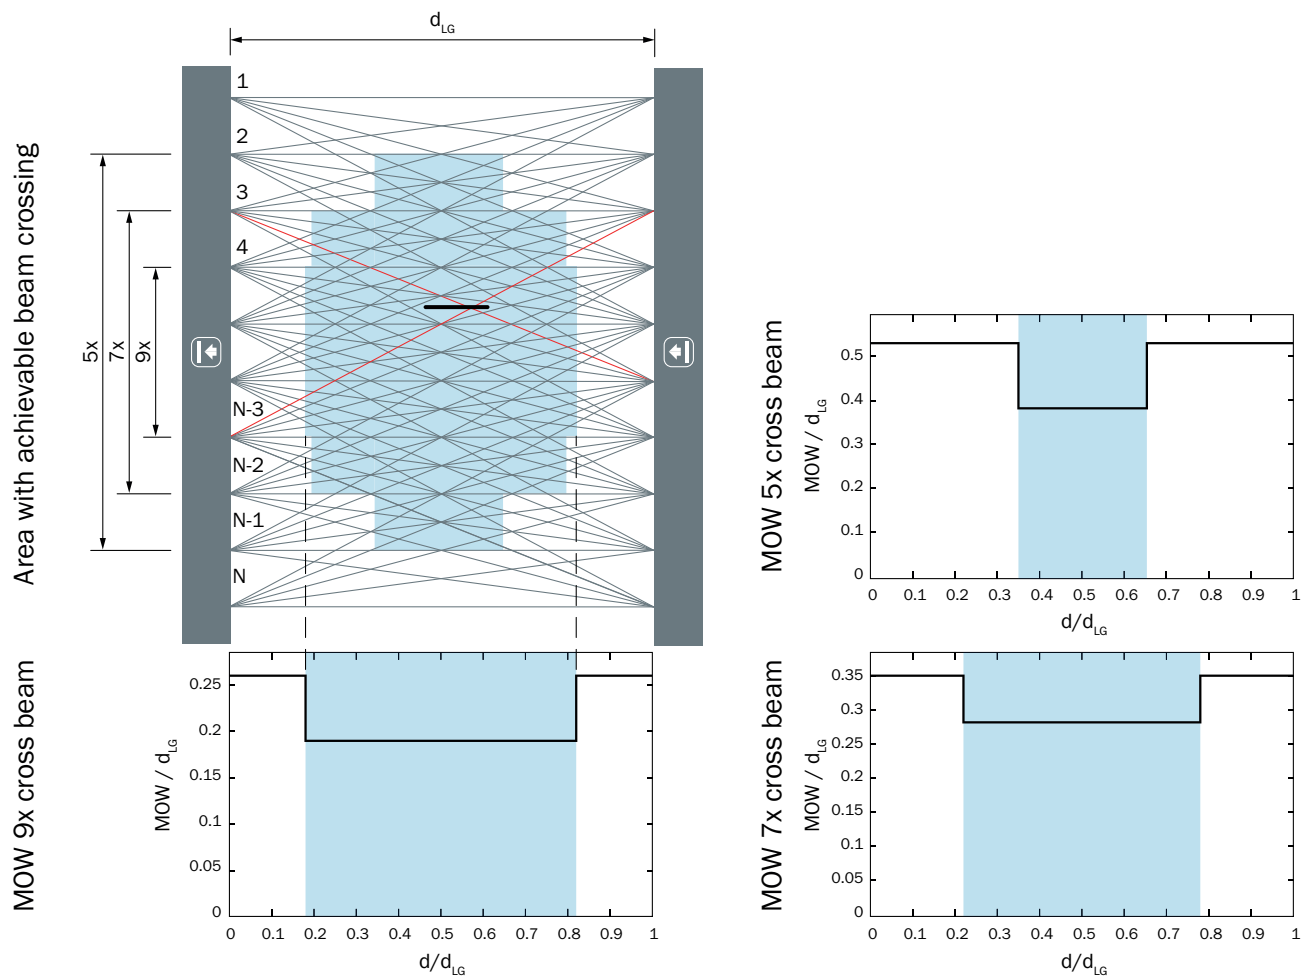 d_LG
Area with achievable beam crossing
5x
7x
9x
1
2
3
4
N-3
N-2
N-1
N
MOW 5x cross beam
MOW / d_LG
0.5
0.4
0.3
0.2
0.1
0
0 0.1 0.2 0.3 0.4 0.5 0.6 0.7 0.8 0.9 1
d/d_LG
MOW 9x cross beam
MOW / d_LG
0.25
0.2
0.15
0.1
0.05
0
0 0.1 0.2 0.3 0.4 0.5 0.6 0.7 0.8 0.9 1
d/d_LG
MOW 7x cross beam
MOW / d_LG
0.35
0.3
0.25
0.2
0.15
0.1
0.05
0
0 0.1 0.2 0.3 0.4 0.5 0.6 0.7 0.8 0.9 1
d/d_LG